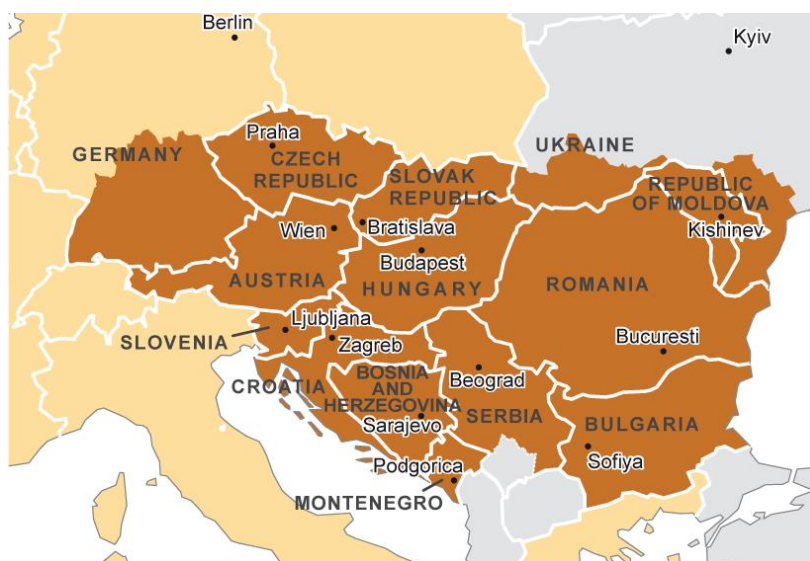 Berlin
Kyiv
GERMANY
Praha
CZECH
REPUBLIC
SLOVAK
REPUBLIC
UKRAINE
REPUBLIC
OF MOLDOVA
Kishinev
Wien
Bratislava
Budapest
AUSTRIA
HUNGARY
ROMANIA
SLOVENIA
Ljubljana
Zagreb
Bucuresti
CROATIA
BOSNIA
AND
HERZEGOVINA
Sarajevo
Beograd
SERBIA
BULGARIA
Sofiya
Podgorica
MONTENEGRO